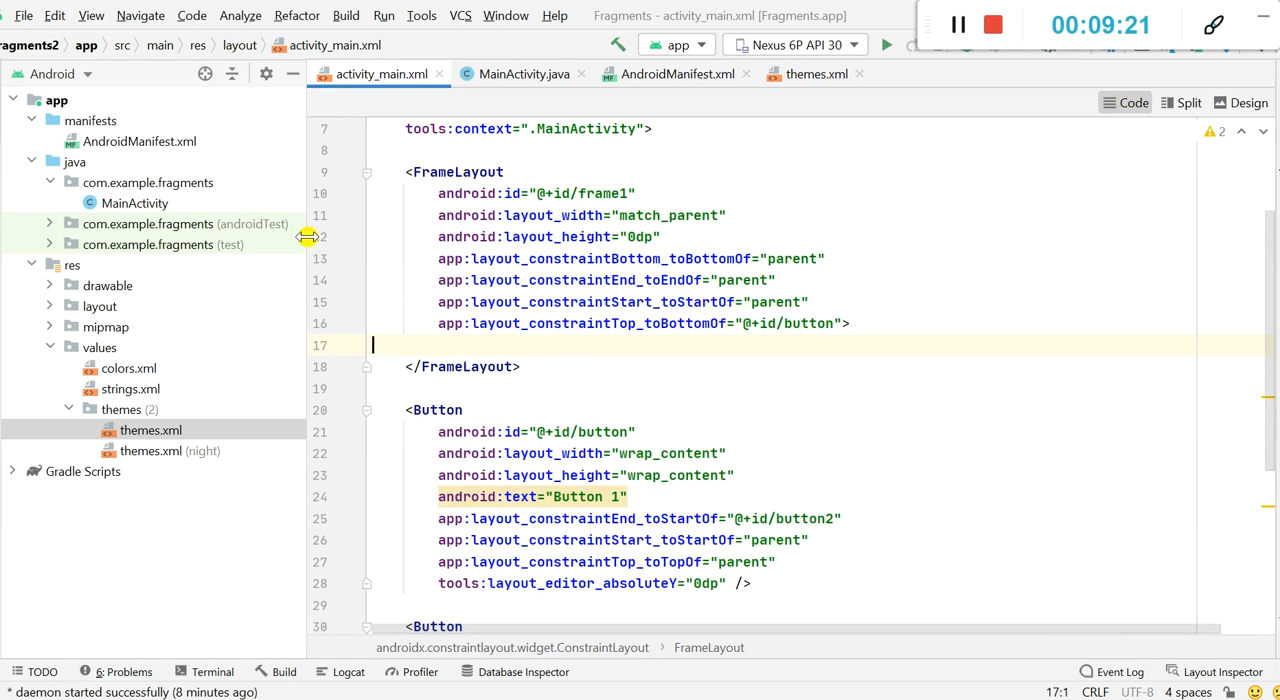 File Edit View Navigate Code Analyze Refactor Build Run Tools VCS Window Help Fragments - activity_main.xml [Fragments.app]
00:09:21
ragments2 app src main res layout activity_main.xml
app Nexus 6P API 30
Android
activity_main.xml MainActivity.java AndroidManifest.xml themes.xml
Code Split Design
app
manifests
AndroidManifest.xml
java
com.example.fragments
MainActivity
com.example.fragments (androidTest)
com.example.fragments (test)
res
drawable
layout
mipmap
values
colors.xml
strings.xml
themes (2)
themes.xml
themes.xml (night)
Gradle Scripts
2
7 tools:context=".MainActivity">
8
9 <FrameLayout
10 android:id="@+id/frame1"
11 android:layout_width="match_parent"
12 android:layout_height="0dp"
13 app:layout_constraintBottom_toBottomOf="parent"
14 app:layout_constraintEnd_toEndOf="parent"
15 app:layout_constraintStart_toStartOf="parent"
16 app:layout_constraintTop_toBottomOf="@+id/button">
17
18 </FrameLayout>
19
20 <Button
21 android:id="@+id/button"
22 android:layout_width="wrap_content"
23 android:layout_height="wrap_content"
24 android:text="Button 1"
25 app:layout_constraintEnd_toStartOf="@+id/button2"
26 app:layout_constraintStart_toStartOf="parent"
27 app:layout_constraintTop_toTopOf="parent"
28 tools:layout_editor_absoluteY="0dp" />
29
30 <Button
androidx.constraintlayout.widget.ConstraintLayout FrameLayout
TODO 6: Problems Terminal Build Logcat Profiler Database Inspector Event Log Layout Inspector
* daemon started successfully (8 minutes ago) 17:1 CRLF UTF-8 4 spaces